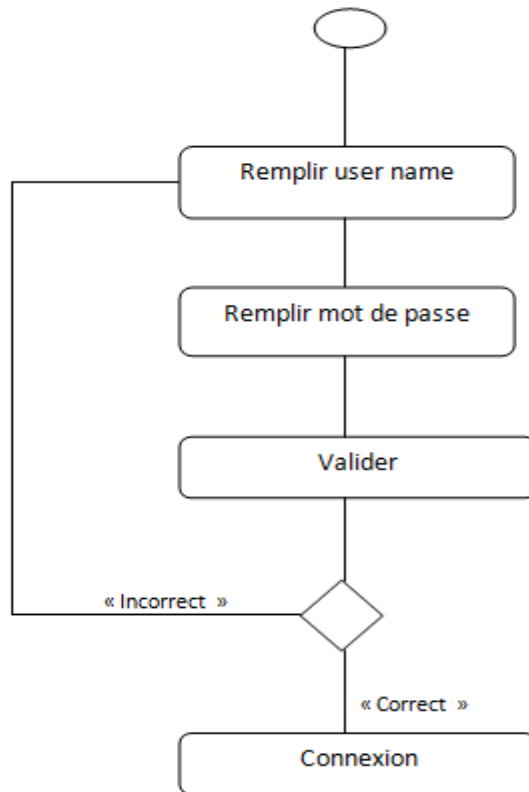 Remplir user name
Remplir mot de passe
Valider
« Incorrect »
« Correct »
Connexion